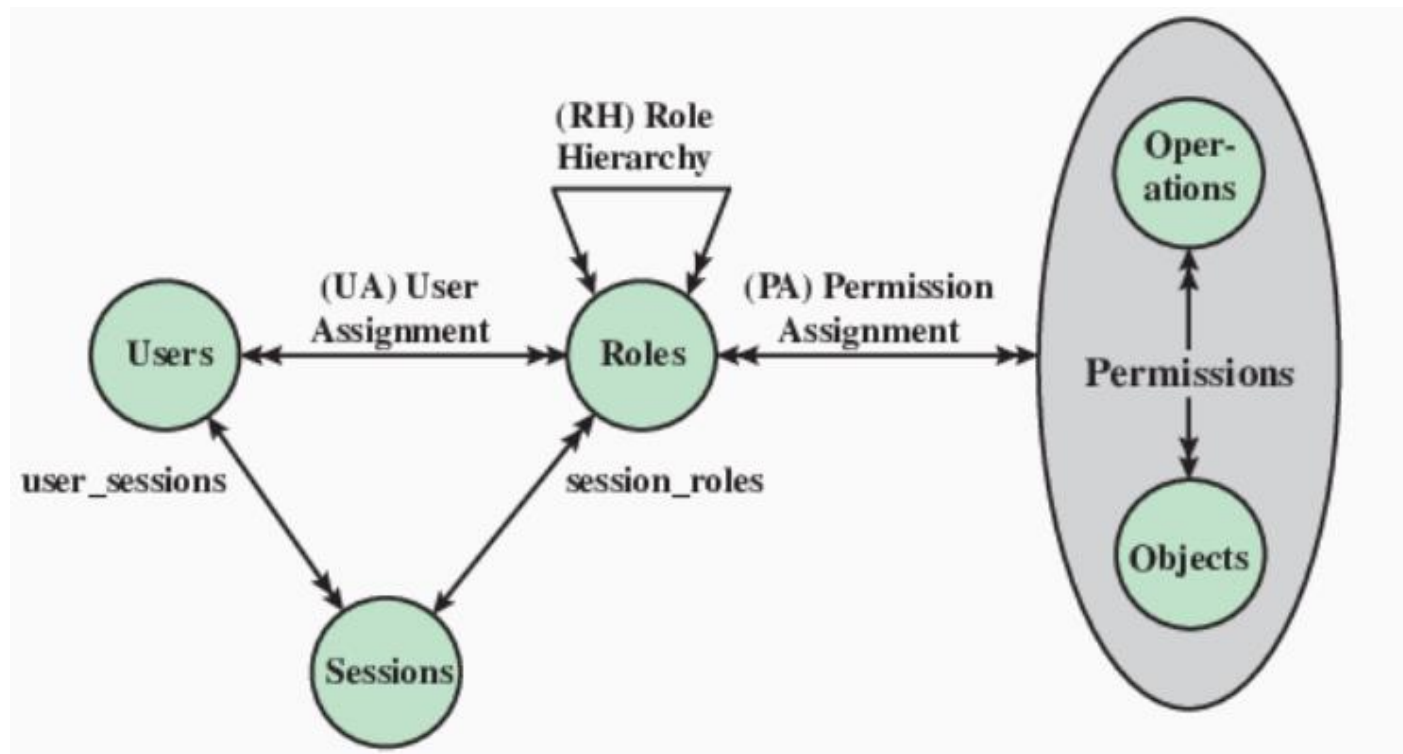 (RH) Role
Hierarchy
Oper-
ations
(UA) User
Assignment
(PA) Permission
Assignment
Users
Roles
Permissions
user_sessions
session_roles
Objects
Sessions